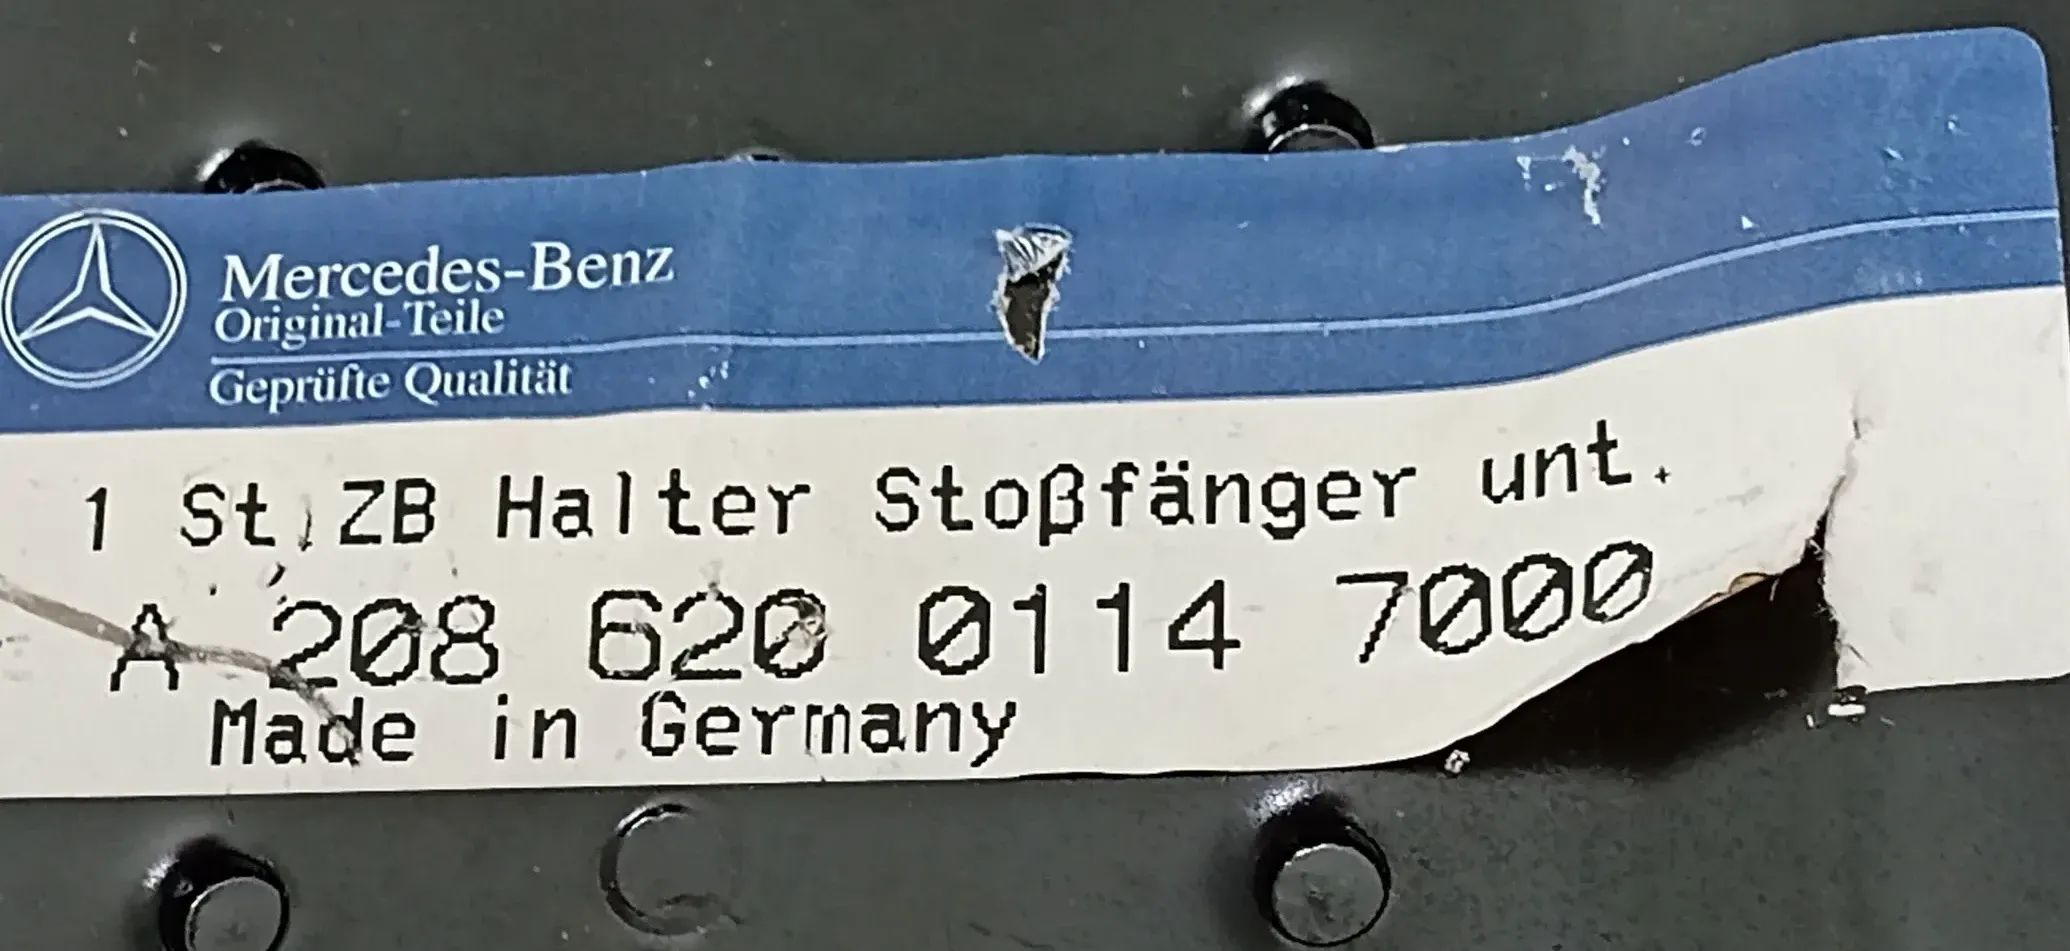 Mercedes-Benz
Original-Teile
Geprüfte Qualität
1 St,ZB Halter Stoßfänger unt.
A 208 620 0114 7000
Made in Germany